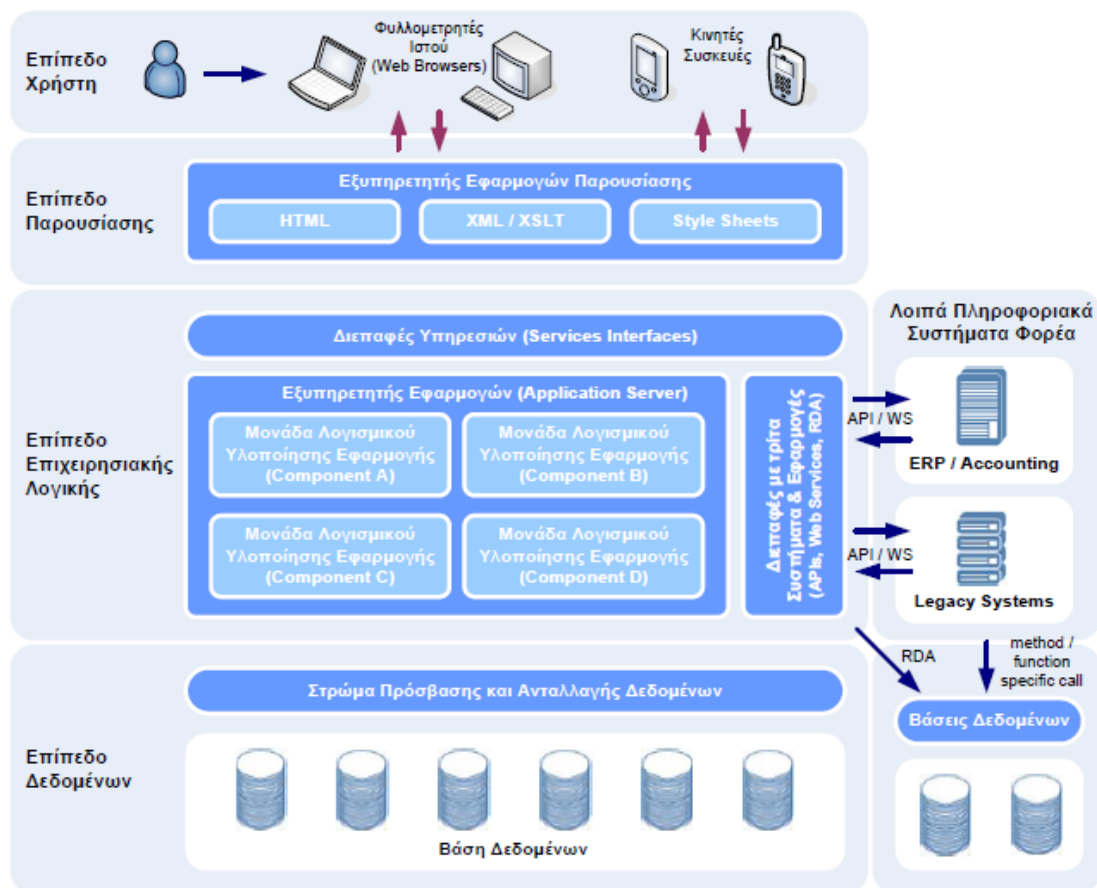 Επίπεδο
Χρήστη
Φυλλομετρητές
Ιστού
(Web Browsers)
Κινητές
Συσκευές
Επίπεδο
Παρουσίασης
Εξυπηρετητής Εφαρμογών Παρουσίασης
HTML
XML / XSLT
Style Sheets
Επίπεδο
Επιχειρησιακής
Λογικής
Διεπαφές Υπηρεσιών (Services Interfaces)
Εξυπηρετητής Εφαρμογών (Application Server)
Μονάδα Λογισμικού
Υλοποίησης Εφαρμογής
(Component A)
Μονάδα Λογισμικού
Υλοποίησης Εφαρμογής
(Component B)
Μονάδα Λογισμικού
Υλοποίησης Εφαρμογής
(Component C)
Μονάδα Λογισμικού
Υλοποίησης Εφαρμογής
(Component D)
Διεπαφές με τρίτα
Συστήματα & Εφαρμογές
(APIs, Web Services, RDA)
Λοιπά Πληροφοριακά
Συστήματα Φορέα
API / WS
ERP / Accounting
API / WS
Legacy Systems
RDA
method /
function
specific call
Επίπεδο
Δεδομένων
Στρώμα Πρόσβασης και Ανταλλαγής Δεδομένων
Βάση Δεδομένων
Βάσεις Δεδομένων